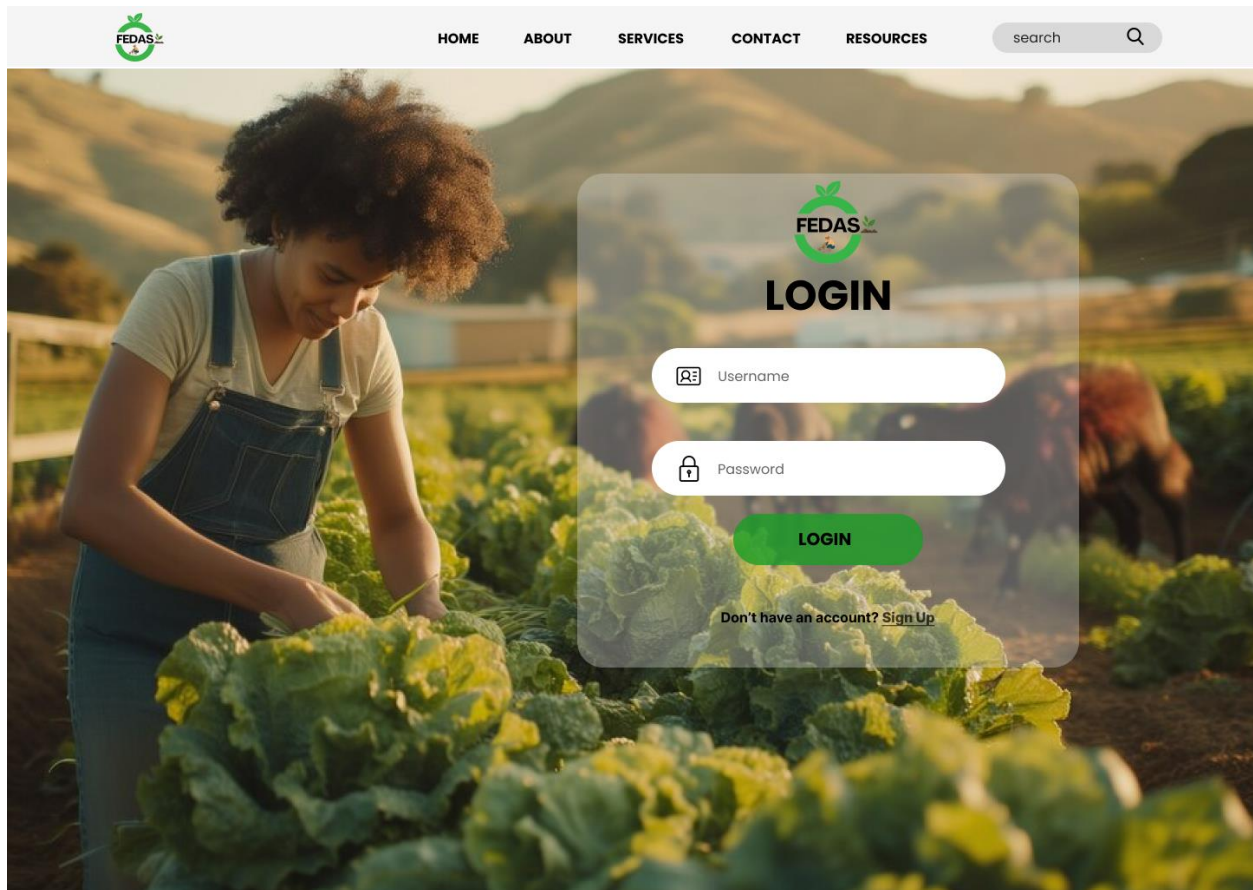 FEDAS
HOME ABOUT SERVICES CONTACT RESOURCES search
FEDAS
LOGIN
Username
Password
LOGIN
Don't have an account? Sign Up